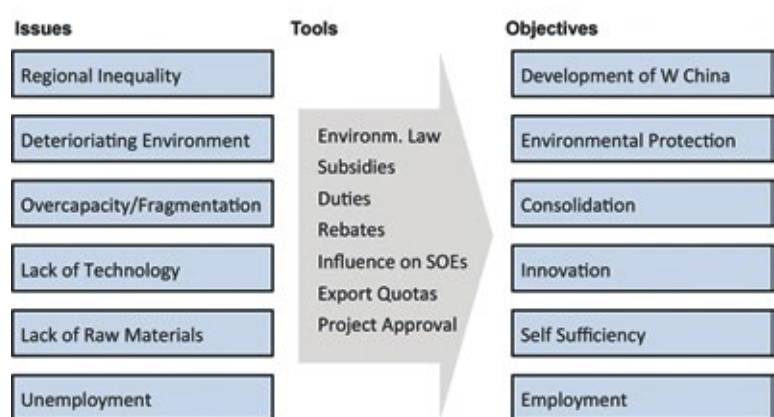 Issues
Regional Inequality
Deterioriating Environment
Overcapacity/Fragmentation
Lack of Technology
Lack of Raw Materials
Unemployment
Tools
Environm. Law
Subsidies
Duties
Rebates
Influence on SOEs
Export Quotas
Project Approval
Objectives
Development of W China
Environmental Protection
Consolidation
Innovation
Self Sufficiency
Employment